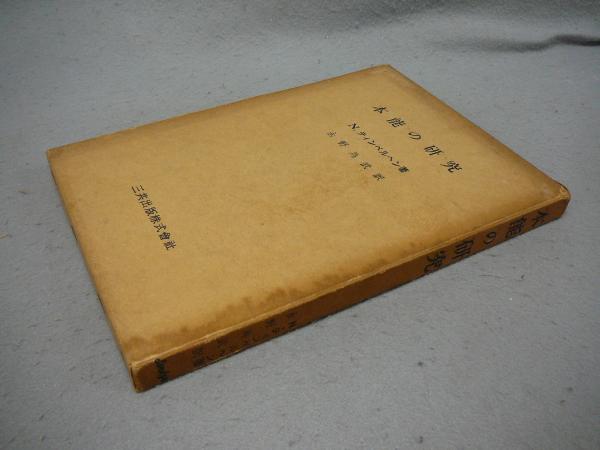 本能の研究
N.ティンベルヘン著
永野為武訳
三共出版株式會社
本能の研究